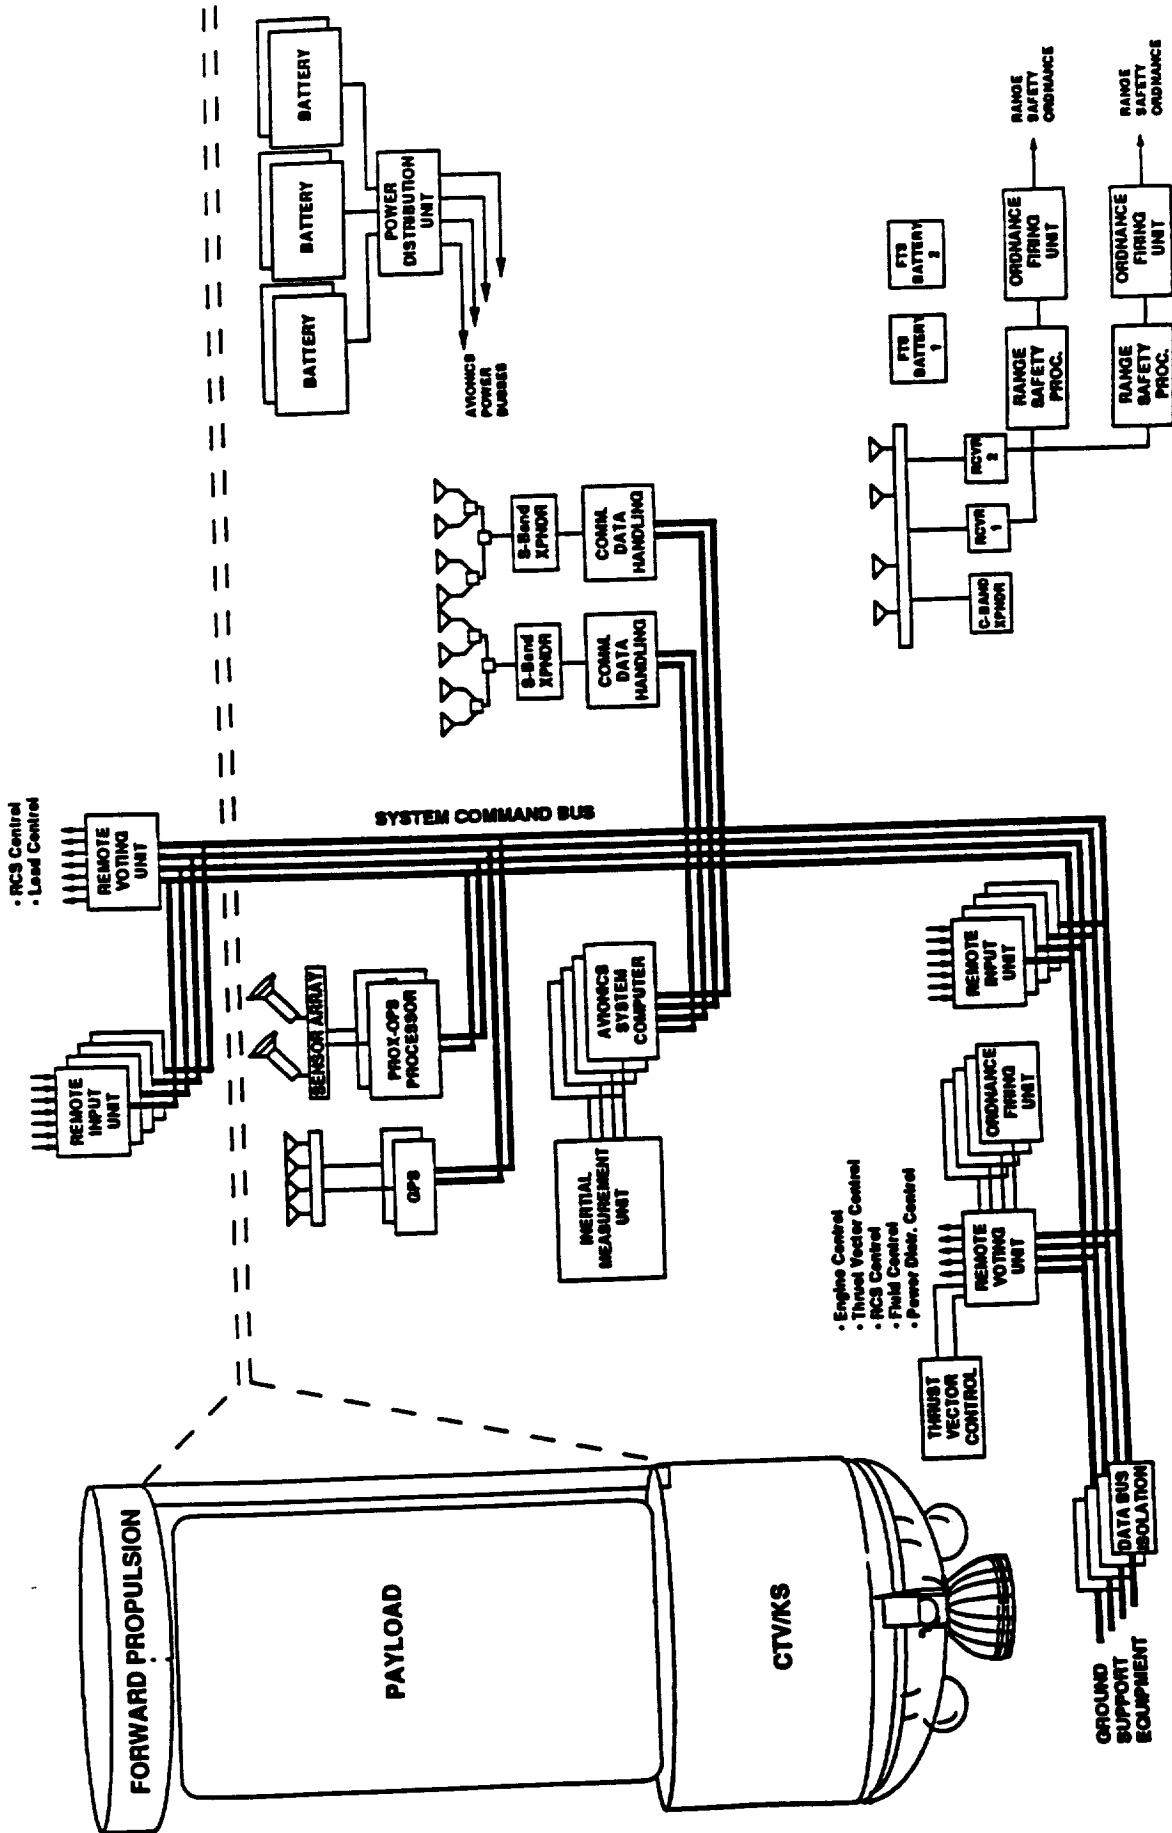 FORWARD PROPULSION
PAYLOAD
CTV/KS
• RCS Control
• Load Control
REMOTE
VOTING
UNIT
REMOTE
INPUT
UNIT
SENSOR ARRAY
PROX-OPS
PROCESSOR
GPS
SYSTEM COMMAND BUS
INERTIAL
MEASUREMENT
UNIT
AVIONICS
SYSTEM
COMPUTER
S-Band
XPNDR
COMM.
DATA
HANDLING
S-Band
XPNDR
COMM.
DATA
HANDLING
BATTERY
BATTERY
BATTERY
POWER
DISTRIBUTION
UNIT
AVIONICS
POWER
BUSSES
• Engine Control
• Thrust Vector Control
• RCS Control
• Fluid Control
• Power Distr. Control
THRUST
VECTOR
CONTROL
REMOTE
VOTING
UNIT
ORDNANCE
FIRING
UNIT
REMOTE
INPUT
UNIT
DATA BUS
ISOLATION
GROUND
SUPPORT
EQUIPMENT
C-BAND
XPNDR
RCVR
1
RCVR
2
FTS
BATTERY
1
FTS
BATTERY
2
RANGE
SAFETY
PROC.
ORDNANCE
FIRING
UNIT
RANGE
SAFETY
ORDNANCE
RANGE
SAFETY
PROC.
ORDNANCE
FIRING
UNIT
RANGE
SAFETY
ORDNANCE